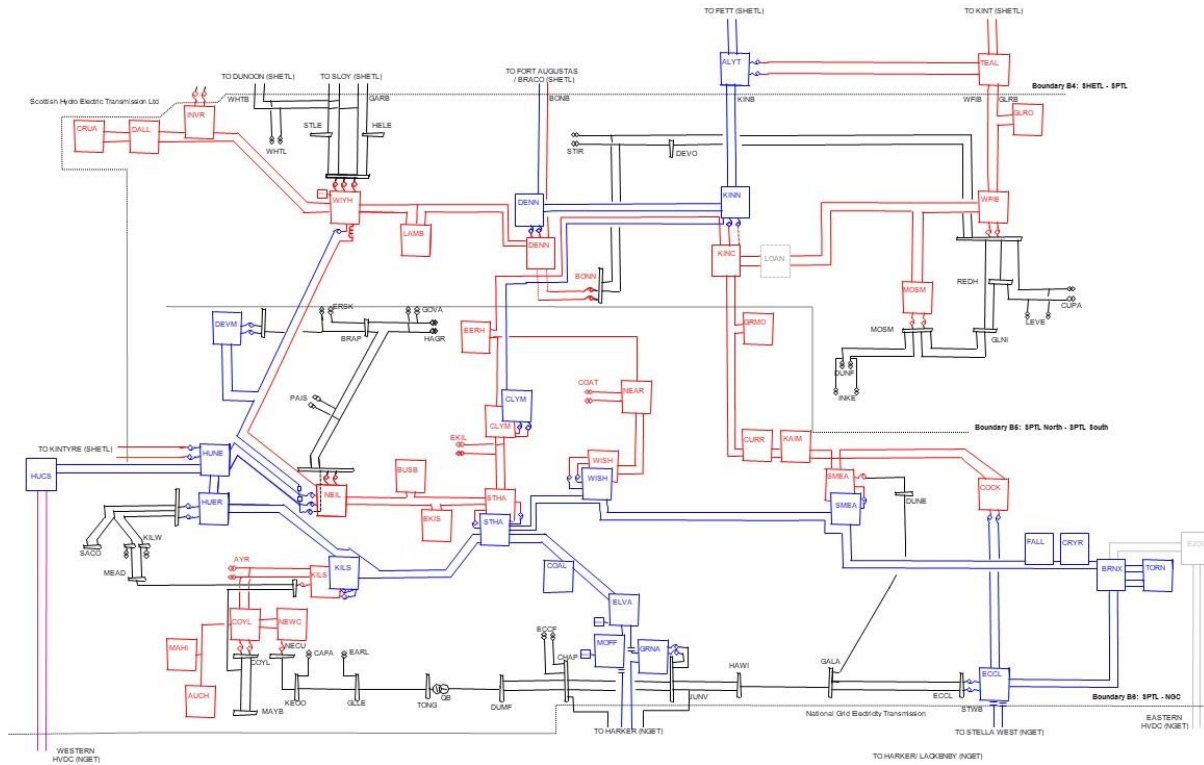 TO FETT (SHETL)
TO KINT (SHETL)
ALYT
TEAL
TO DUNOON (SHETL)
TO SLOY (SHETL)
TO FORT AUGUSTAS
/ BRACO (SHETL)
Boundary B4: SHETL - SPTL
WHTB
GARB
BONB
KINB
WFIB
GLRB
Scottish Hydro Electric Transmission Ltd
INVR
GLRO
CRUA
DALL
STLE
HELE
WHTL
STIR
DEVO
WIYH
DENN
KINN
WFIE
LAMB
DENN
KINC
LOAN
BONN
REDH
MOSM
CUPA
LEVE
DEVM
ERSK
GOVA
BRAP
HAGR
EERH
GRMO
MOSM
GLNI
DUNF
INKE
PAIS
COAT
NEAR
CLYM
CLYM
Boundary B5: SPTL North - SPTL South
TO KINTYRE (SHETL)
HUNE
EKIL
CURR
KAIM
HUCS
BUSB
WISH
WISH
SMEA
COCK
NEIL
STHA
DUNE
HUER
EKIS
STHA
SMEA
SACO
KILW
MEAD
AYR
KILS
KILS
COAL
FALL
CRYR
BRNX
TORN
COYL
NEWC
ELVA
MAHI
NECU
COYL
CAFA
EARL
ECCF
CHAP
MOFF
GRNA
HAWI
GALA
AUCH
MAYB
KEOO
GLLE
TONG
QB
DUMF
JUNV
ECCL
ECCL
STWB
Boundary B6: SPTL - NGC
National Grid Electricity Transmission
TO HARKER (NGET)
TO STELLA WEST (NGET)
EASTERN
HVDC (NGET)
WESTERN
HVDC (NGET)
TO HARKER/ LACKENBY (NGET)